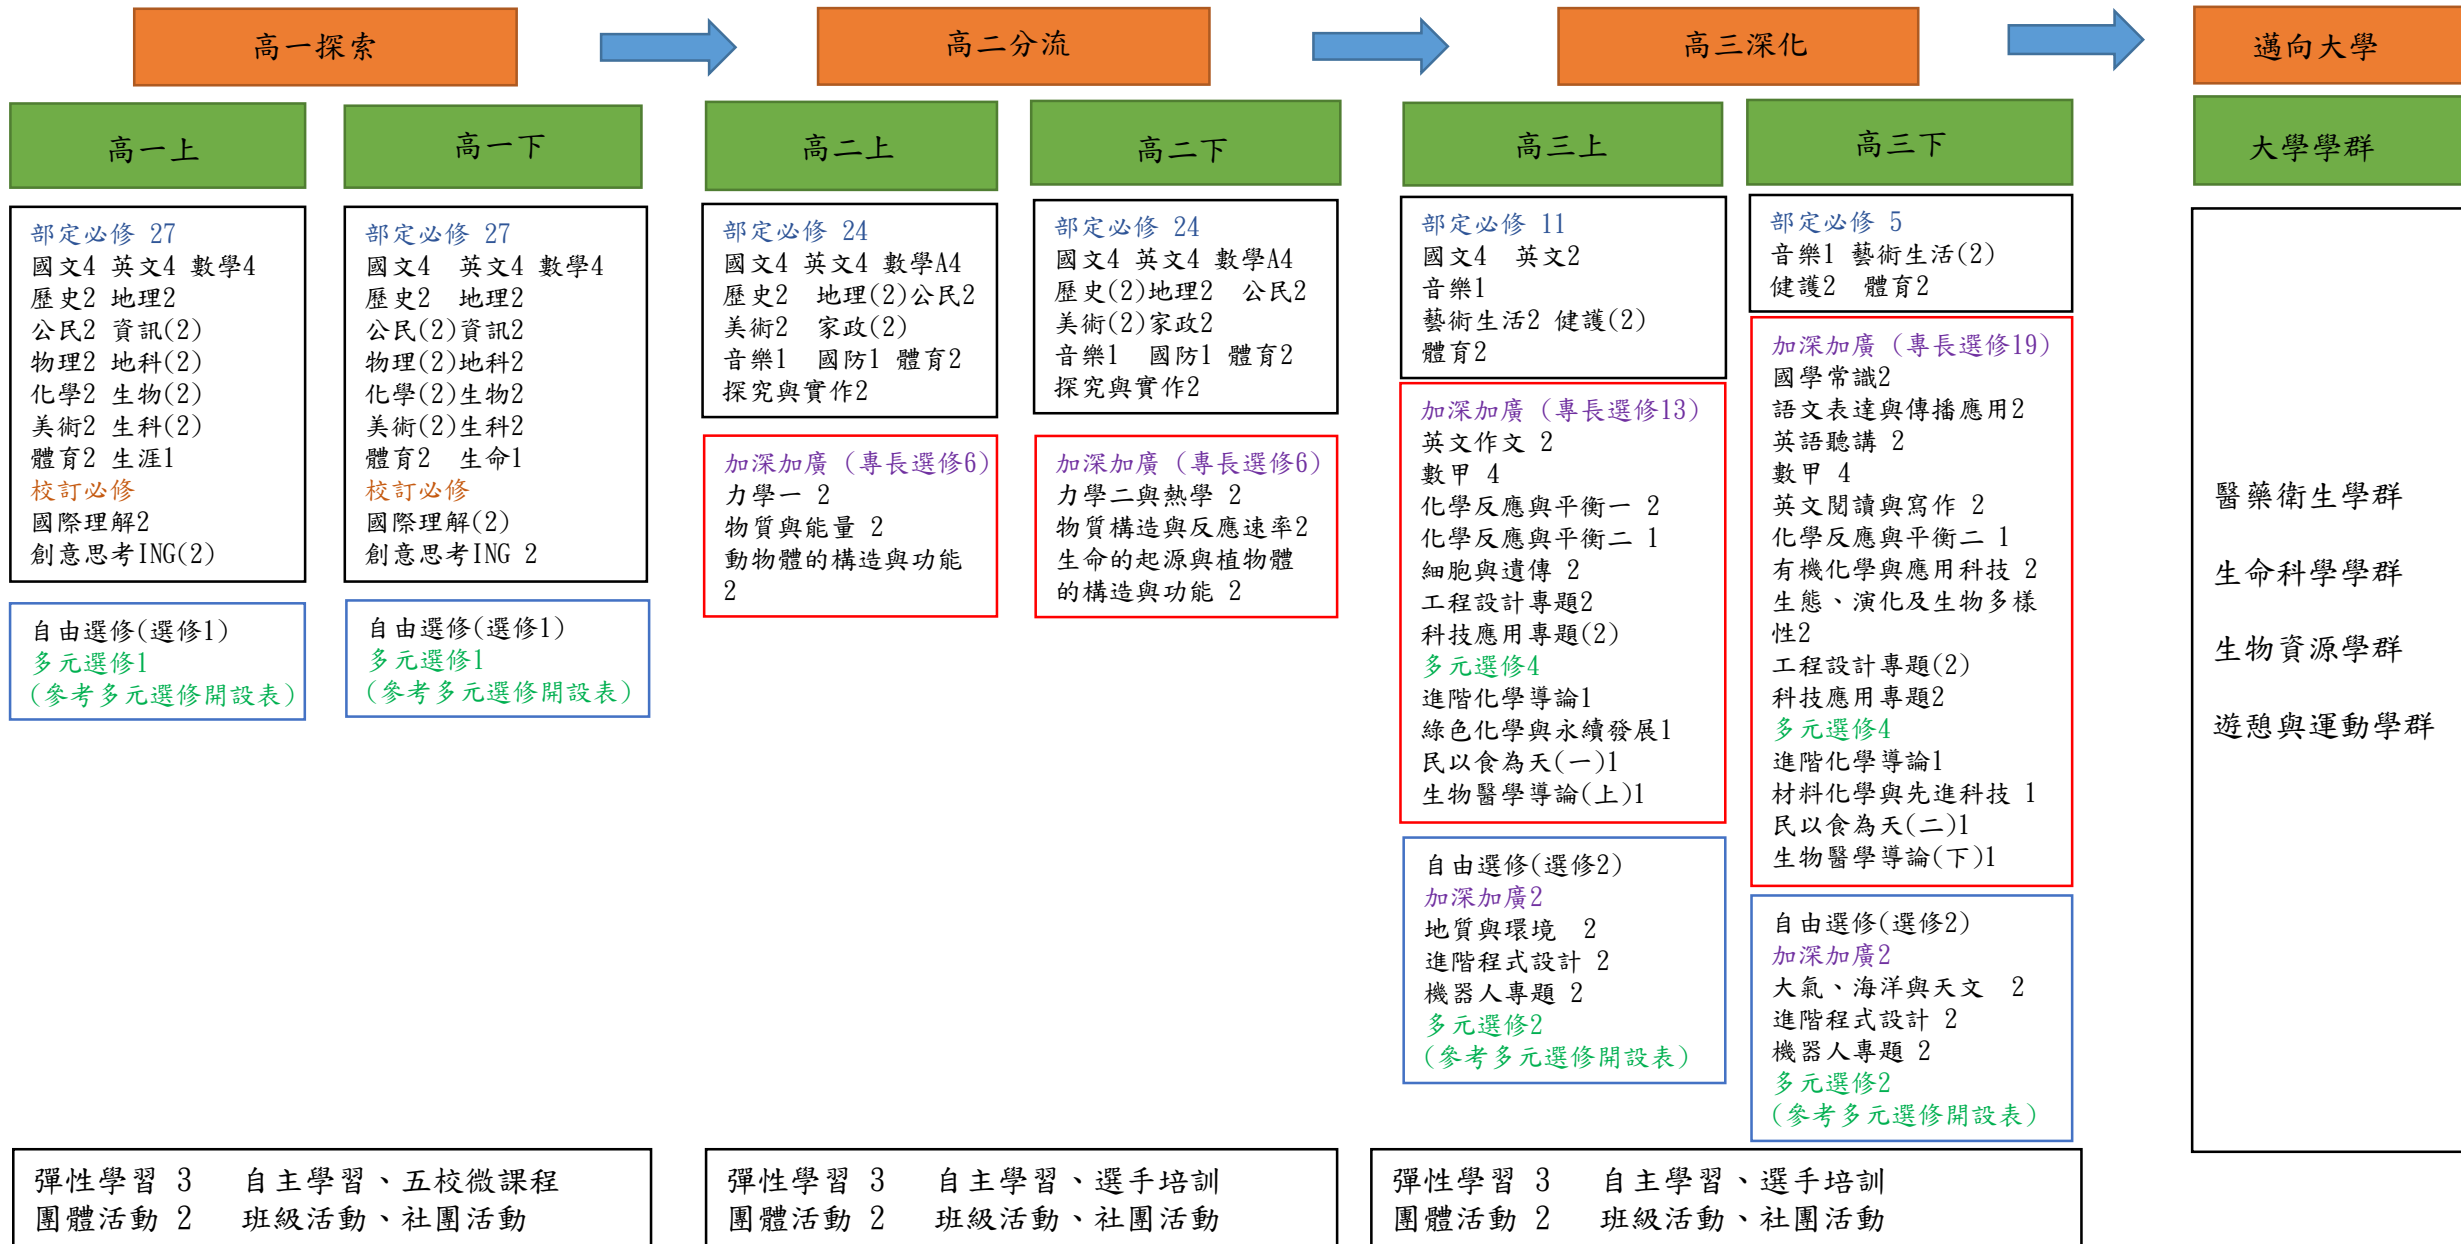 高一探索
高二分流
高三深化
邁向大學
高一上
部定必修 27
國文4 英文4 數學4
歷史2 地理2
公民2 資訊(2)
物理2 地科(2)
化學2 生物(2)
美術2 生科(2)
體育2 生涯1
校訂必修
國際理解2
創意思考ING(2)
自由選修(選修1)
多元選修1
(參考多元選修開設表)
高一下
部定必修 27
國文4 英文4 數學4
歷史2 地理2
公民(2)資訊2
物理(2)地科2
化學(2)生物2
美術(2)生科2
體育2 生命1
校訂必修
國際理解(2)
創意思考ING 2
自由選修(選修1)
多元選修1
(參考多元選修開設表)
高二上
部定必修 24
國文4 英文4 數學A4
歷史2 地理(2)公民2
美術2 家政(2)
音樂1 國防1 體育2
探究與實作2
加深加廣 (專長選修6)
力學一 2
物質與能量 2
動物體的構造與功能
2
高二下
部定必修 24
國文4 英文4 數學A4
歷史(2)地理2 公民2
美術(2)家政2
音樂1 國防1 體育2
探究與實作2
加深加廣 (專長選修6)
力學二與熱學 2
物質構造與反應速率2
生命的起源與植物體
的構造與功能 2
高三上
部定必修 11
國文4 英文2
音樂1
藝術生活2 健護(2)
體育2
加深加廣 (專長選修13)
英文作文 2
數甲 4
化學反應與平衡一 2
化學反應與平衡二 1
細胞與遺傳 2
工程設計專題2
科技應用專題(2)
多元選修4
進階化學導論1
綠色化學與永續發展1
民以食為天(一)1
生物醫學導論(上)1
自由選修(選修2)
加深加廣2
地質與環境 2
進階程式設計 2
機器人專題 2
多元選修2
(參考多元選修開設表)
高三下
部定必修 5
音樂1 藝術生活(2)
健護2 體育2
加深加廣 (專長選修19)
國學常識2
語文表達與傳播應用2
英語聽講 2
數甲 4
英文閱讀與寫作 2
化學反應與平衡二 1
有機化學與應用科技 2
生態、演化及生物多樣
性2
工程設計專題(2)
科技應用專題2
多元選修4
進階化學導論1
材料化學與先進科技 1
民以食為天(二)1
生物醫學導論(下)1
自由選修(選修2)
加深加廣2
大氣、海洋與天文 2
進階程式設計 2
機器人專題 2
多元選修2
(參考多元選修開設表)
大學學群
醫藥衛生學群
生命科學學群
生物資源學群
遊憩與運動學群
彈性學習 3 自主學習、五校微課程
團體活動 2 班級活動、社團活動
彈性學習 3 自主學習、選手培訓
團體活動 2 班級活動、社團活動
彈性學習 3 自主學習、選手培訓
團體活動 2 班級活動、社團活動